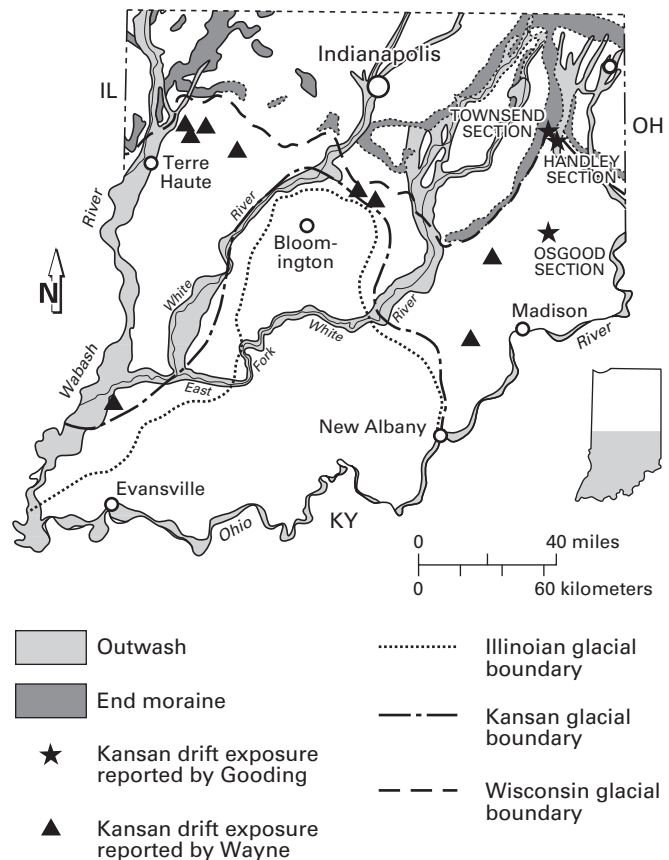 Indianapolis
IL
TOWNSEND
SECTION
OH
HANDLEY
SECTION
Terre
Haute
River
River
Bloom-
ington
OSGOOD
SECTION
N
White
White
River
Madison
River
Fork
Wabash
East
New Albany
Evansville
Ohio
KY
0 40 miles
0 60 kilometers
Outwash
End moraine
Kansan drift exposure
reported by Gooding
Kansan drift exposure
reported by Wayne
Illinoian glacial
boundary
Kansan glacial
boundary
Wisconsin glacial
boundary